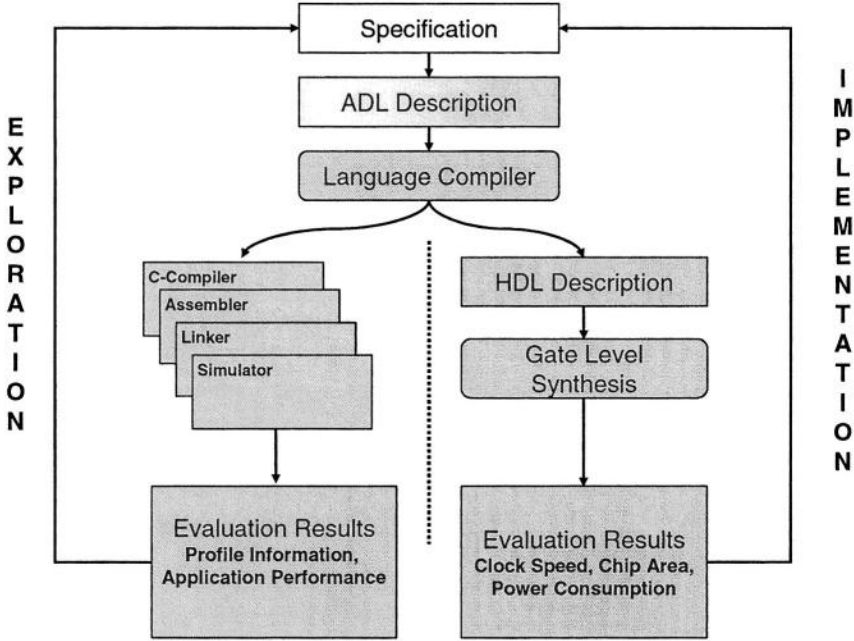 Specification
ADL Description
Language Compiler
EXPLORATION
C-Compiler
Assembler
Linker
Simulator
Evaluation Results
Profile Information,
Application Performance
HDL Description
Gate Level
Synthesis
Evaluation Results
Clock Speed, Chip Area,
Power Consumption
IMPLEMENTATION